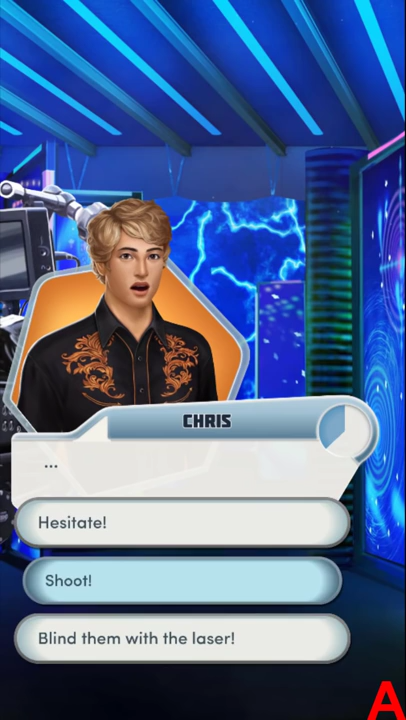 CHRIS
...
Hesitate!
Shoot!
Blind them with the laser!
A